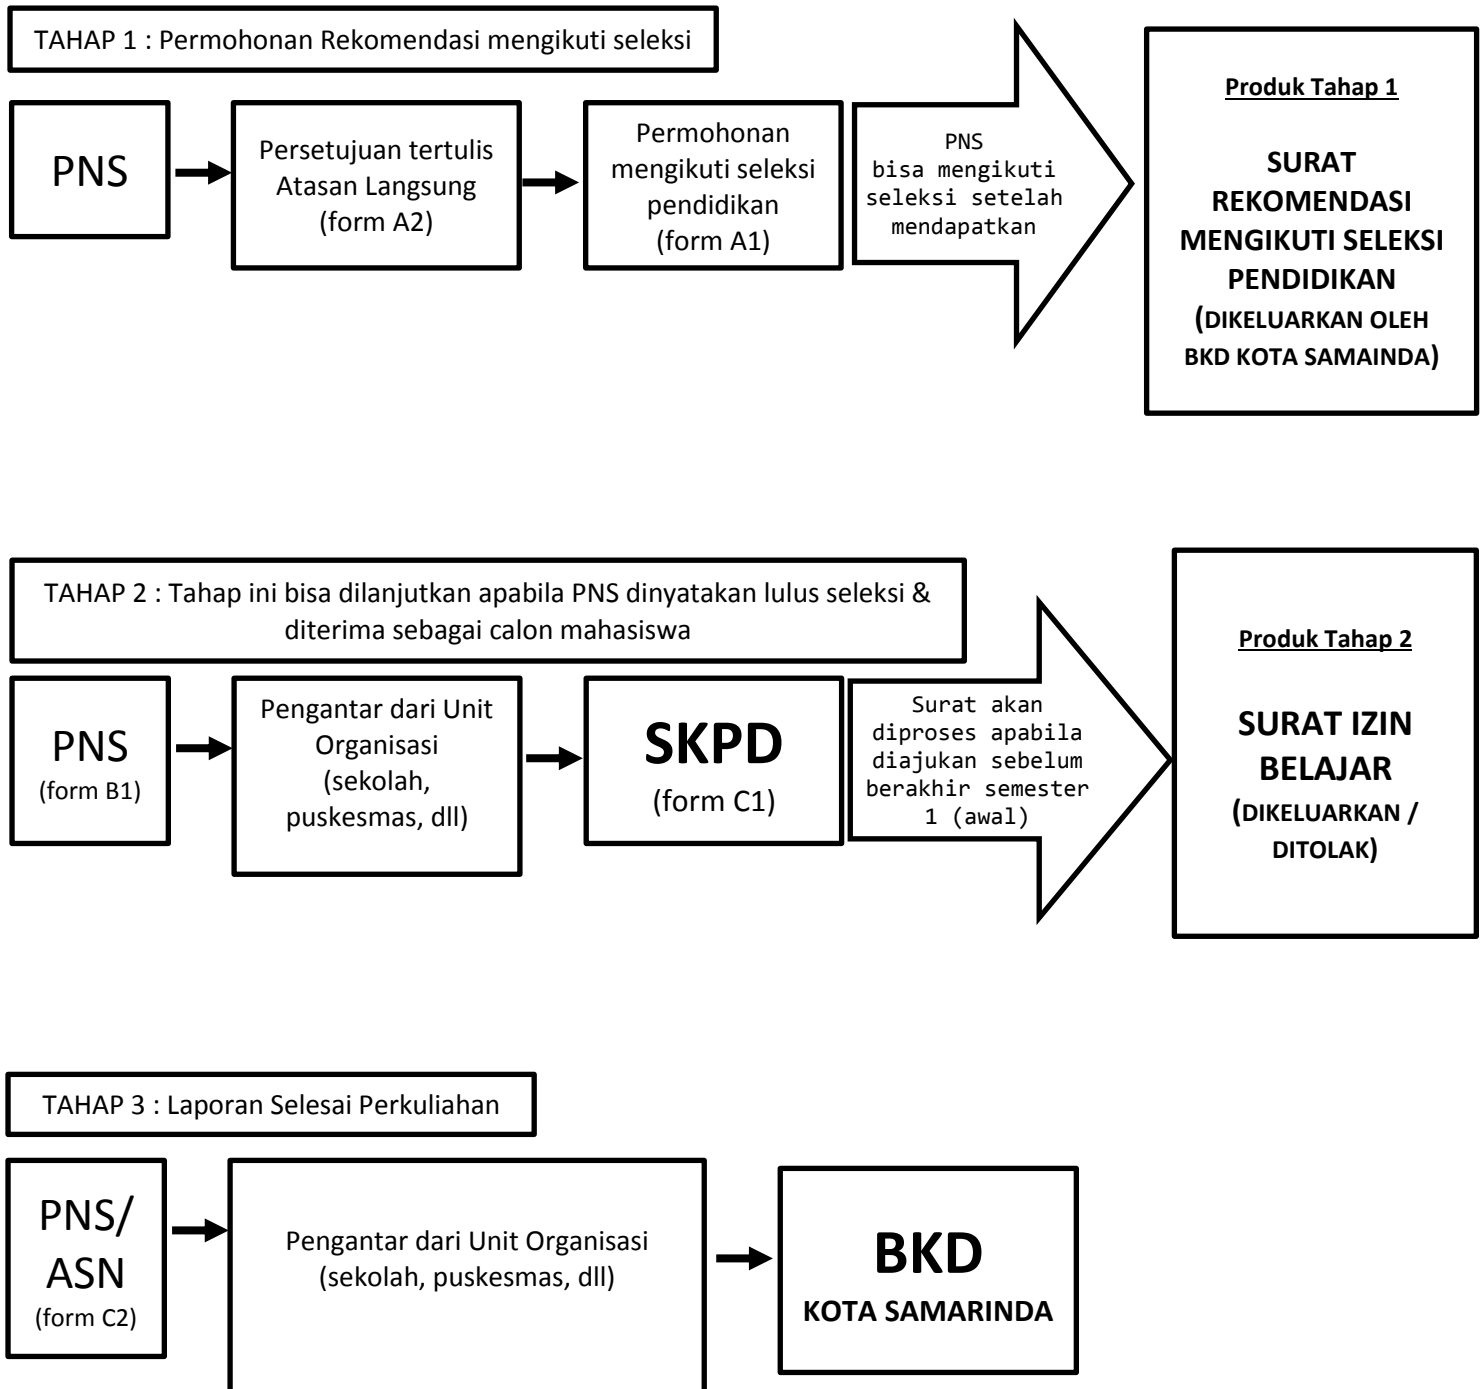 TAHAP 1 : Permohonan Rekomendasi mengikuti seleksi
PNS
Persetujuan tertulis
Atasan Langsung
(form A2)
Permohonan
mengikuti seleksi
pendidikan
(form A1)
PNS
bisa mengikuti
seleksi setelah
mendapatkan
Produk Tahap 1
SURAT
REKOMENDASI
MENGIKUTI SELEKSI
PENDIDIKAN
(DIKELUARKAN OLEH
BKD KOTA SAMAINDA)
TAHAP 2 : Tahap ini bisa dilanjutkan apabila PNS dinyatakan lulus seleksi &
diterima sebagai calon mahasiswa
PNS
(form B1)
Pengantar dari Unit
Organisasi
(sekolah,
puskesmas, dll)
SKPD
(form C1)
Surat akan
diproses apabila
diajukan sebelum
berakhir semester
1 (awal)
Produk Tahap 2
SURAT IZIN
BELAJAR
(DIKELUARKAN /
DITOLAK)
TAHAP 3 : Laporan Selesai Perkuliahan
PNS/
ASN
(form C2)
Pengantar dari Unit Organisasi
(sekolah, puskesmas, dll)
BKD
KOTA SAMARINDA